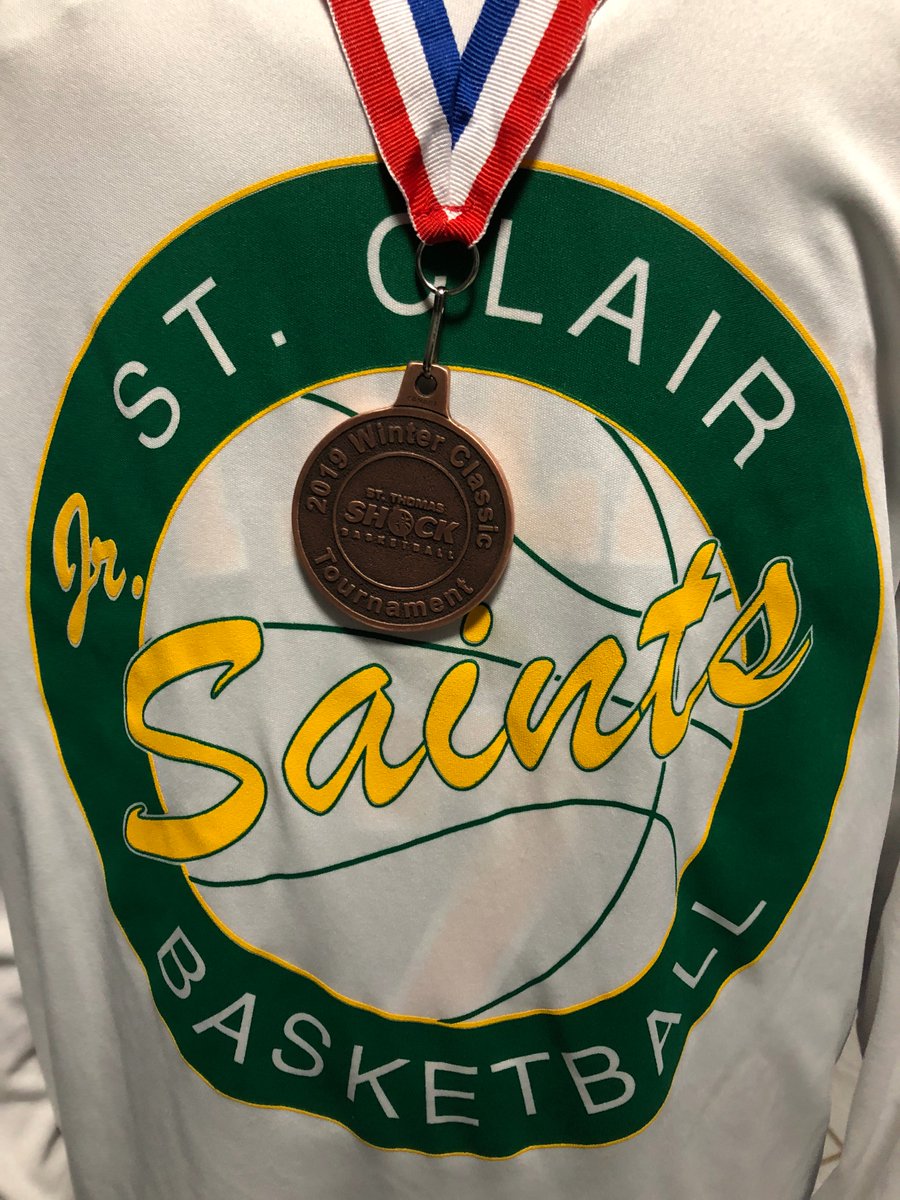 ST. CLAIR
2019 Winter Classic
ST. THOMAS
SHOCK
BASKETBALL
Tournament
Jr.
Saints
BASKETBALL